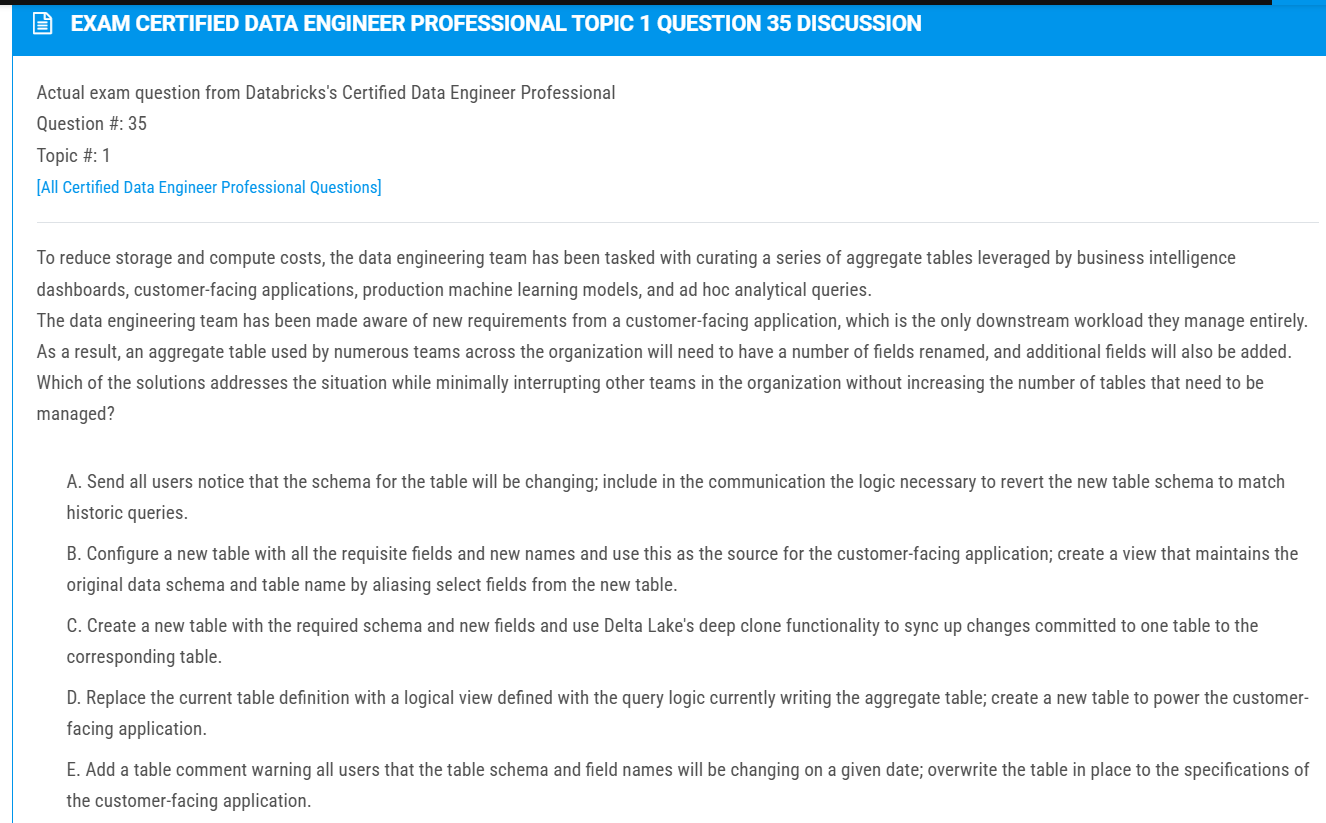 EXAM CERTIFIED DATA ENGINEER PROFESSIONAL TOPIC 1 QUESTION 35 DISCUSSION
Actual exam question from Databricks's Certified Data Engineer Professional
Question #: 35
Topic #: 1
[All Certified Data Engineer Professional Questions]
To reduce storage and compute costs, the data engineering team has been tasked with curating a series of aggregate tables leveraged by business intelligence
dashboards, customer-facing applications, production machine learning models, and ad hoc analytical queries.
The data engineering team has been made aware of new requirements from a customer-facing application, which is the only downstream workload they manage entirely.
As a result, an aggregate table used by numerous teams across the organization will need to have a number of fields renamed, and additional fields will also be added.
Which of the solutions addresses the situation while minimally interrupting other teams in the organization without increasing the number of tables that need to be
managed?
A. Send all users notice that the schema for the table will be changing; include in the communication the logic necessary to revert the new table schema to match
historic queries.
B. Configure a new table with all the requisite fields and new names and use this as the source for the customer-facing application; create a view that maintains the
original data schema and table name by aliasing select fields from the new table.
C. Create a new table with the required schema and new fields and use Delta Lake's deep clone functionality to sync up changes committed to one table to the
corresponding table.
D. Replace the current table definition with a logical view defined with the query logic currently writing the aggregate table; create a new table to power the customer-
facing application.
E. Add a table comment warning all users that the table schema and field names will be changing on a given date; overwrite the table in place to the specifications of
the customer-facing application.